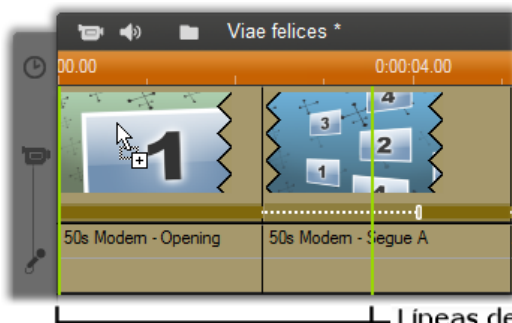 Viae felices *
00.00 0:00:04.00
1
4
3
2
1
50s Modern - Opening 50s Modern - Segue A
Líneas de